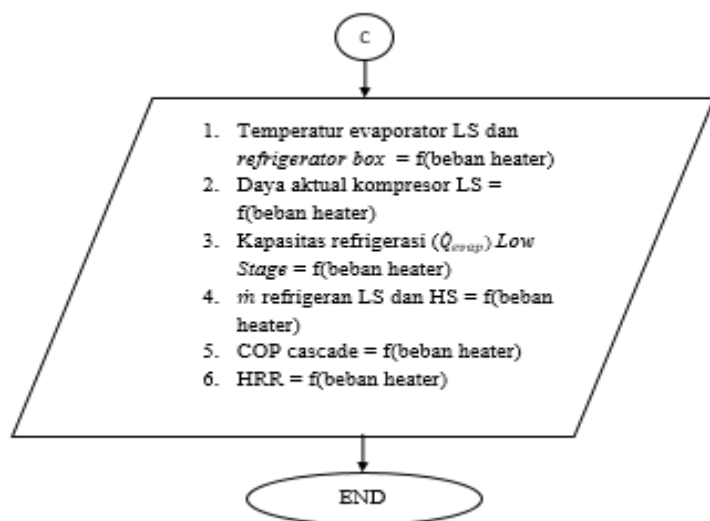 C
1. Temperatur evaporator LS dan
refrigerator box = f(beban heater)
2. Daya aktual kompresor LS =
f(beban heater)
3. Kapasitas refrigerasi (Q̇evap) Low
Stage = f(beban heater)
4. ṁ refrigeran LS dan HS = f(beban
heater)
5. COP cascade = f(beban heater)
6. HRR = f(beban heater)
END